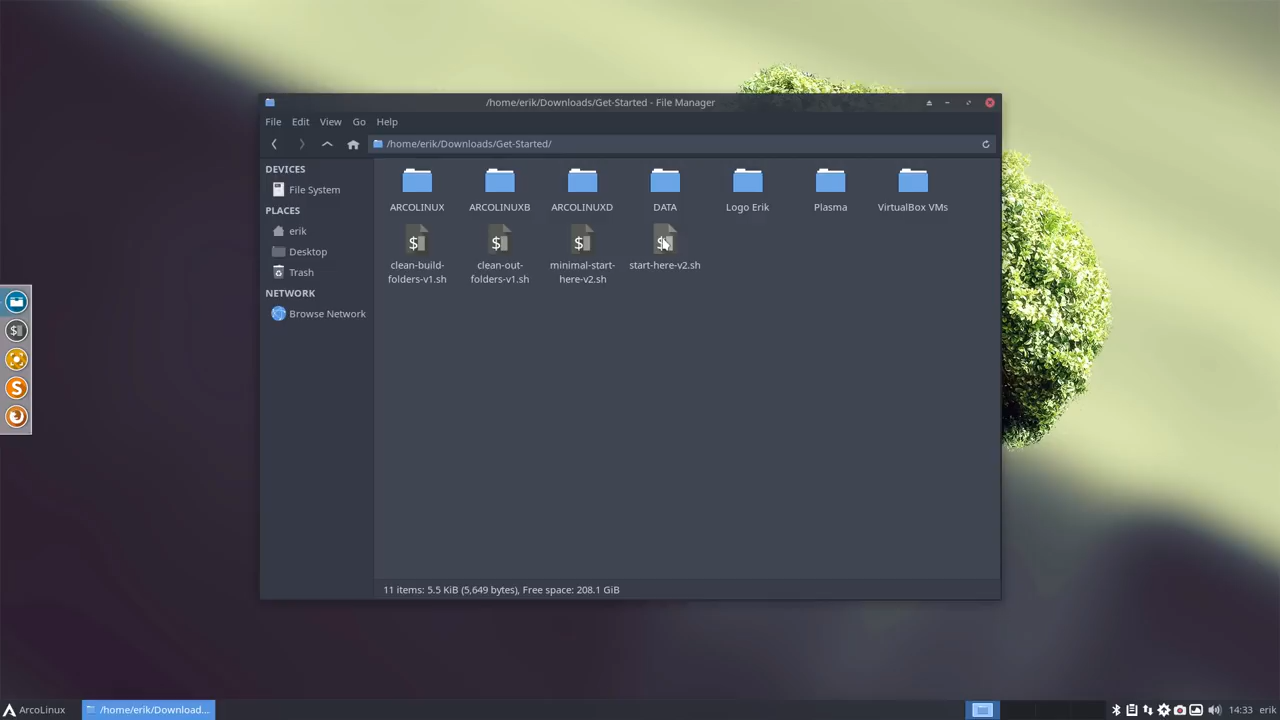 /home/erik/Downloads/Get-Started - File Manager
File Edit View Go Help
/home/erik/Downloads/Get-Started/
DEVICES
File System
PLACES
erik
Desktop
Trash
NETWORK
Browse Network
ARCOLINUX
ARCOLINUXB
ARCOLINUXD
DATA
Logo Erik
Plasma
VirtualBox VMs
clean-build-
folders-v1.sh
clean-out-
folders-v1.sh
minimal-start-
here-v2.sh
start-here-v2.sh
11 items: 5.5 KiB (5,649 bytes), Free space: 208.1 GiB
ArcoLinux
/home/erik/Download...
14:33 erik